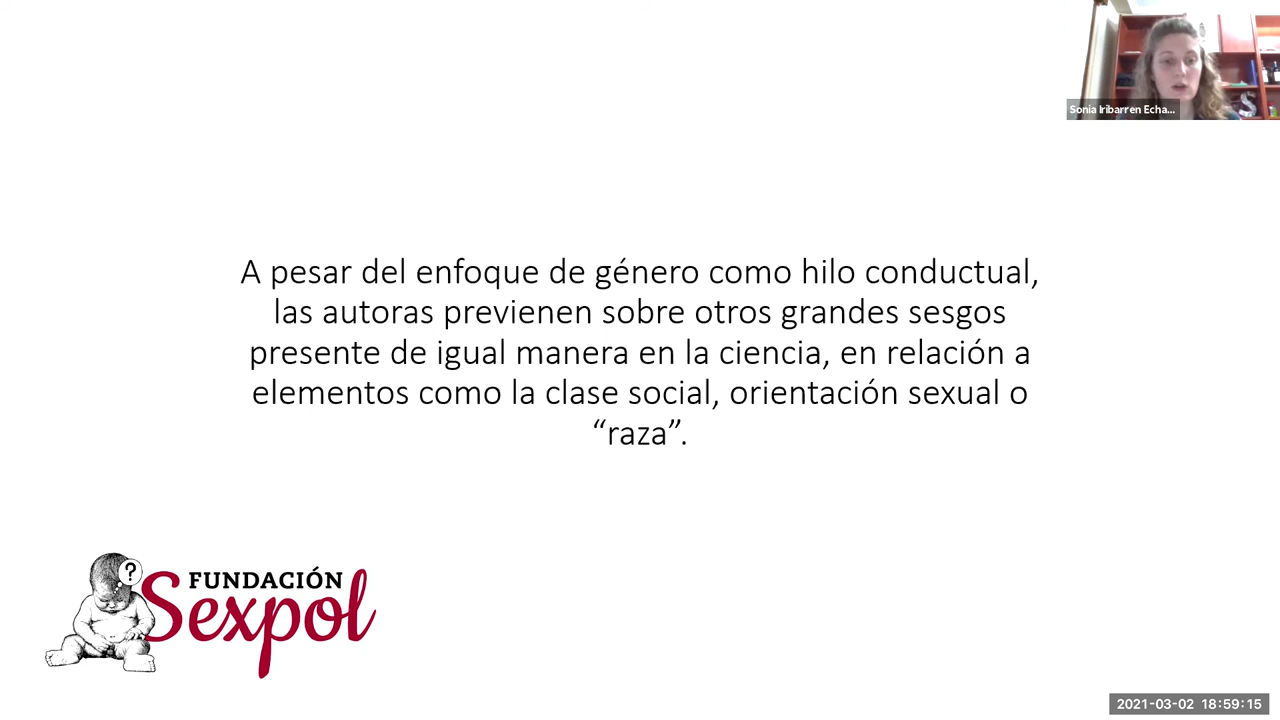 Sonia Iribarren Echa...
A pesar del enfoque de género como hilo conductual,
las autoras previenen sobre otros grandes sesgos
presente de igual manera en la ciencia, en relación a
elementos como la clase social, orientación sexual o
“raza”.
?
FUNDACIÓN
Sexpol
2021-03-02 18:59:15